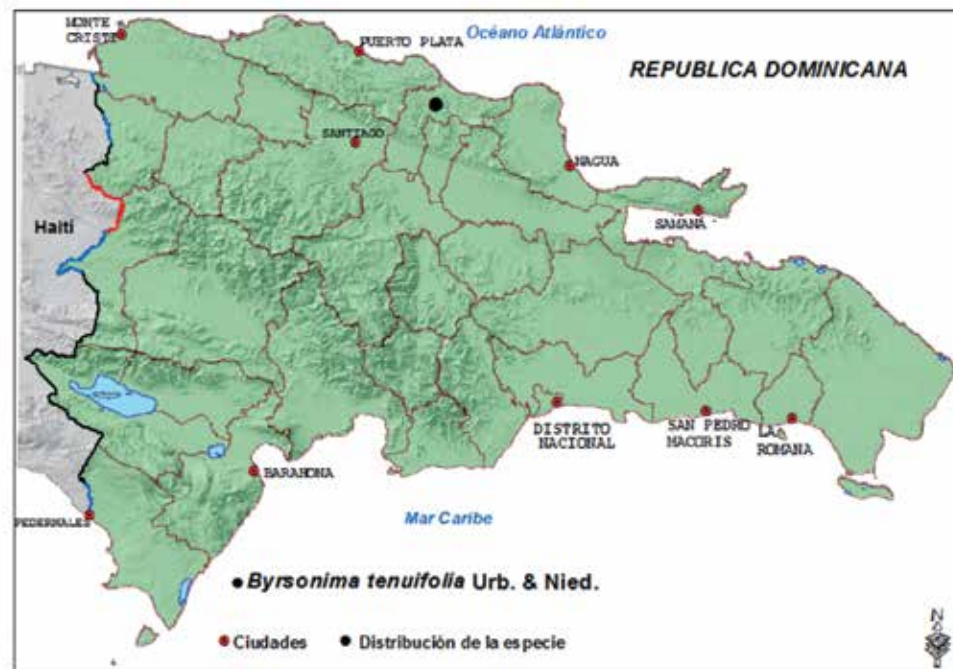 MONTE
CRISTI
PUERTO PLATA
Océano Atlántico
REPUBLICA DOMINICANA
SANTIAGO
NAGUA
Haití
SAMANÁ
DISTRITO
NACIONAL
SAN PEDRO
MACORIS
LA
ROMANA
BARAHONA
PEDERNALES
Mar Caribe
Byrsonima tenuifolia Urb. & Nied.
Ciudades
Distribución de la especie
N